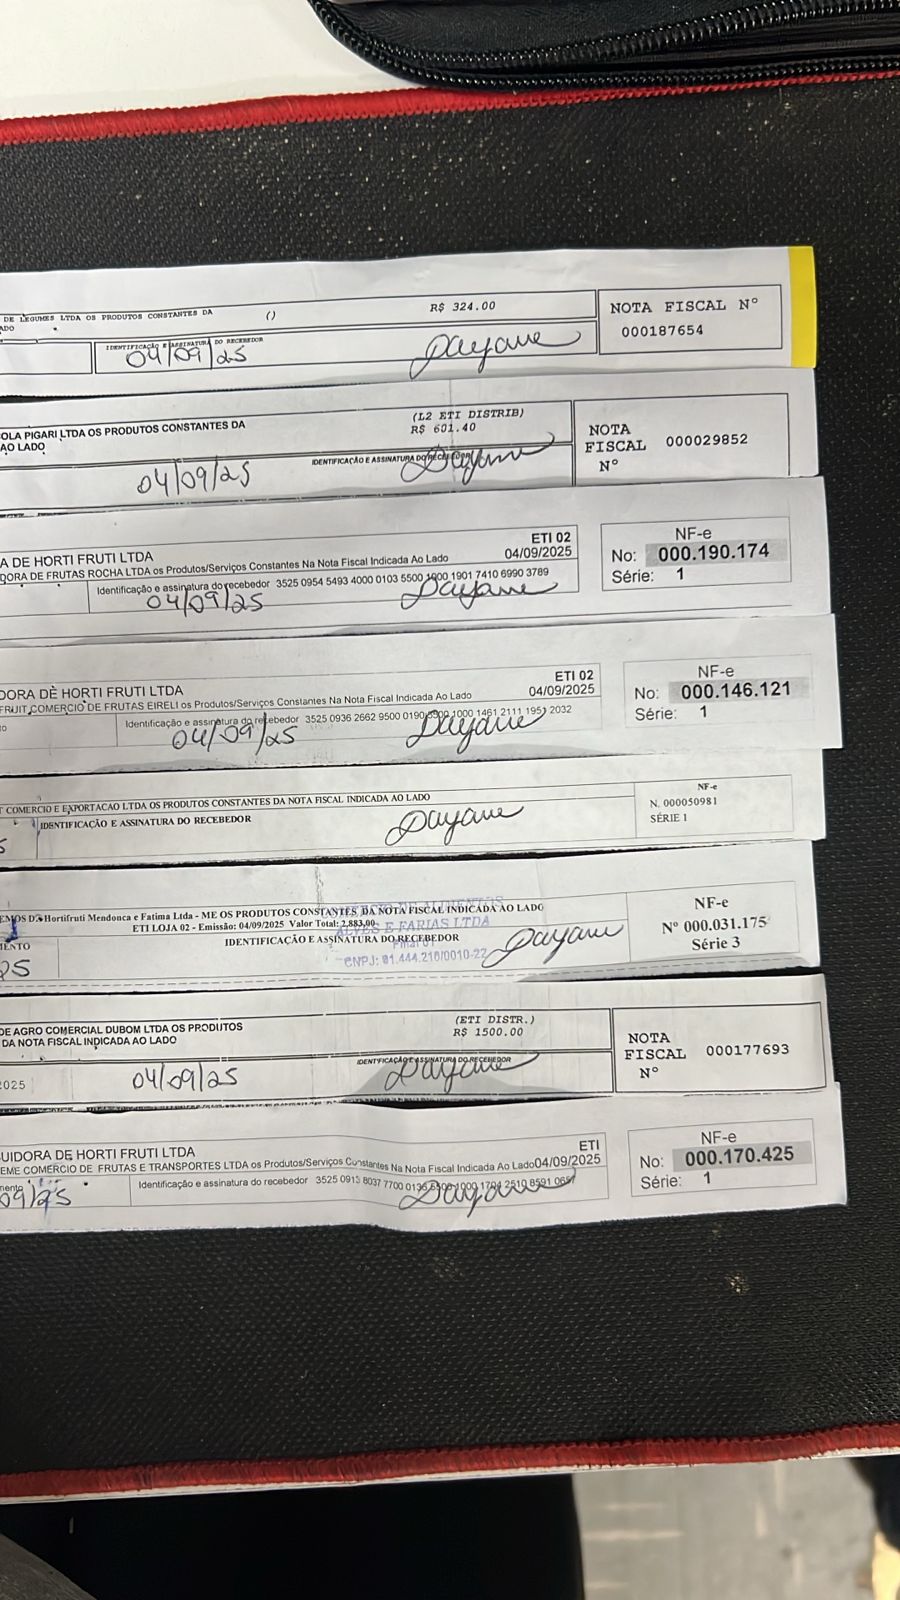 DE LEGUMES LTDA OS PRODUTOS CONSTANTES DA () R$ 324.00
ADO
NOTA FISCAL Nº
000187654
IDENTIFICAÇÃO E ASSINATURA DO RECEBEDOR
04/09/25 Dayane
OLA PIGARI LTDA OS PRODUTOS CONSTANTES DA
AO LADO
(L2 ETI DISTRIB)
R$ 601.40
NOTA
FISCAL 000029852
Nº
IDENTIFICAÇÃO E ASSINATURA DO RECEBEDOR
04/09/25 Dayane
A DE HORTI FRUTI LTDA ETI 02
DORA DE FRUTAS ROCHA LTDA os Produtos/Serviços Constantes Na Nota Fiscal Indicada Ao Lado 04/09/2025
Identificação e assinatura do recebedor 3525 0954 5493 4000 0103 5500 1000 1901 7410 6990 3789
04/09/25 Dayane
NF-e
No: 000.190.174
Série: 1
DORA DE HORTI FRUTI LTDA ETI 02
FRUIT COMERCIO DE FRUTAS EIRELI os Produtos/Serviços Constantes Na Nota Fiscal Indicada Ao Lado 04/09/2025
to Identificação e assinatura do recebedor 3525 0936 2662 9500 0190 5500 1000 1461 2111 1951 2032
04/09/25 Dayane
NF-e
No: 000.146.121
Série: 1
T COMERCIO E EXPORTACAO LTDA OS PRODUTOS CONSTANTES DA NOTA FISCAL INDICADA AO LADO
IDENTIFICAÇÃO E ASSINATURA DO RECEBEDOR
Dayane
NF-e
N. 000050981
SÉRIE 1
EMOS DA Hortifruti Mendonca e Fatima Ltda - ME OS PRODUTOS CONSTANTES DA NOTA FISCAL INDICADA AO LADO
ETI LOJA 02 - Emissão: 04/09/2025 Valor Total: 2.883,00
ALVES E FARIAS LTDA
MENTO IDENTIFICAÇÃO E ASSINATURA DO RECEBEDOR
25 CNPJ: 01.444.216/0010-22 Dayane
NF-e
Nº 000.031.175
Série 3
DE AGRO COMERCIAL DUBOM LTDA OS PRODUTOS
DA NOTA FISCAL INDICADA AO LADO
(ETI DISTR.)
R$ 1500.00
NOTA
FISCAL 000177693
Nº
IDENTIFICAÇÃO E ASSINATURA DO RECEBEDOR
2025 04/09/25 Dayane
UIDORA DE HORTI FRUTI LTDA ETI
EME COMERCIO DE FRUTAS E TRANSPORTES LTDA os Produtos/Serviços Constantes Na Nota Fiscal Indicada Ao Lado 04/09/2025
mento Identificação e assinatura do recebedor 3525 0913 8037 7700 0136 5500 1000 1704 2510 8591
09/25 Dayane
NF-e
No: 000.170.425
Série: 1